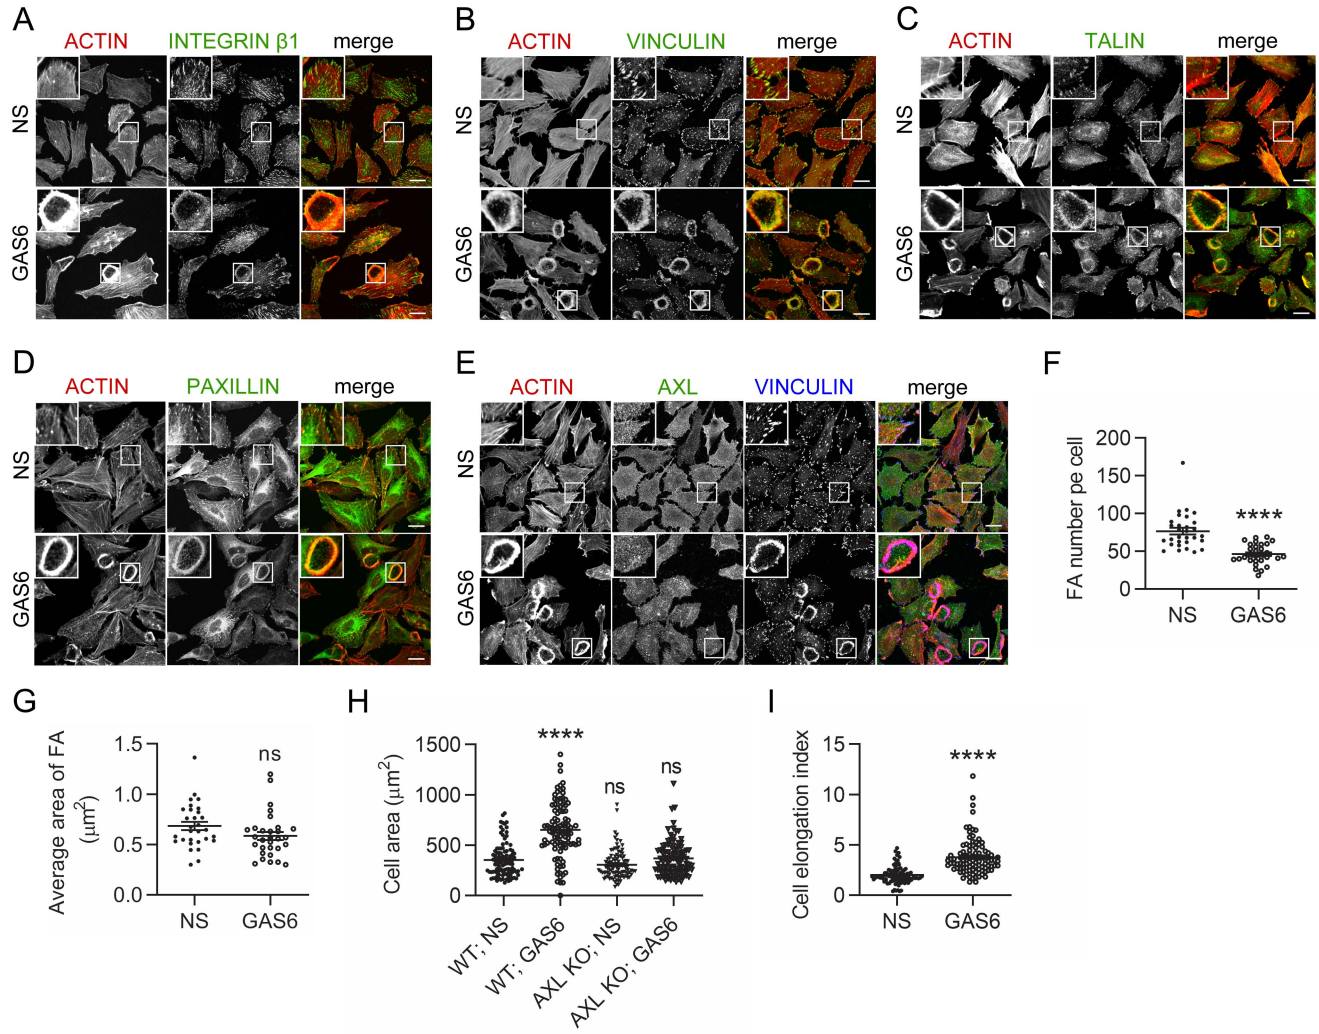 A
ACTIN INTEGRIN β1 merge
NS
GAS6
B
ACTIN VINCULIN merge
NS
GAS6
C
ACTIN TALIN merge
NS
GAS6
D
ACTIN PAXILLIN merge
NS
GAS6
E
ACTIN AXL VINCULIN merge
NS
GAS6
F
FA number pe cell
200
150
100
50
0
****
NS GAS6
G
Average area of FA
(μm²)
1.5
1.0
0.5
0.0
ns
NS GAS6
H
Cell area (μm²)
1500
1000
500
0
****
ns
ns
WT; NS
WT; GAS6
AXL KO; NS
AXL KO; GAS6
I
Cell elongation index
15
10
5
0
****
NS GAS6